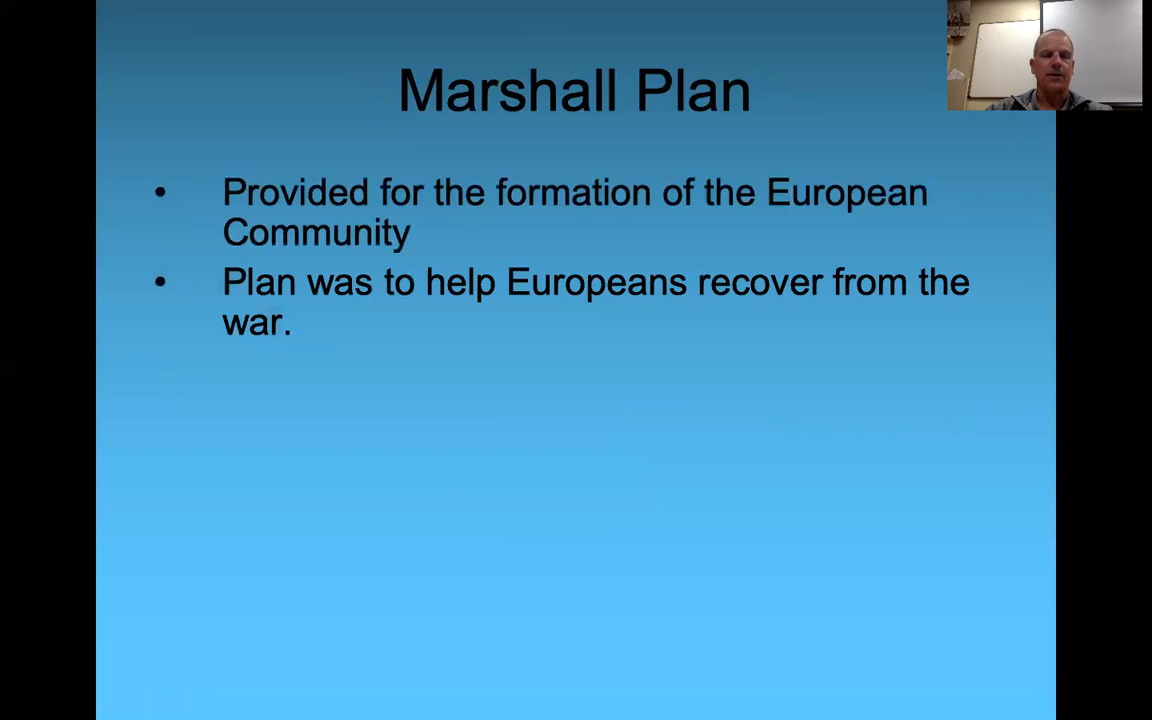 Marshall Plan
• Provided for the formation of the European
Community
• Plan was to help Europeans recover from the
war.